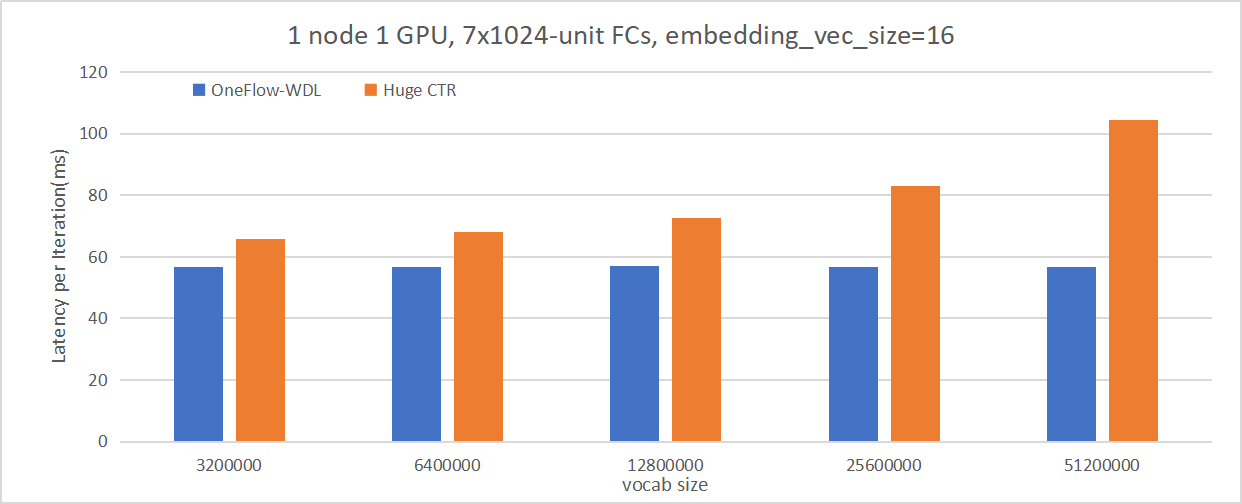 1 node 1 GPU, 7x1024-unit FCs, embedding_vec_size=16
120
OneFlow-WDL Huge CTR
100
80
60
40
20
0
Latency per Iteration(ms)
3200000 6400000 12800000 25600000 51200000
vocab size